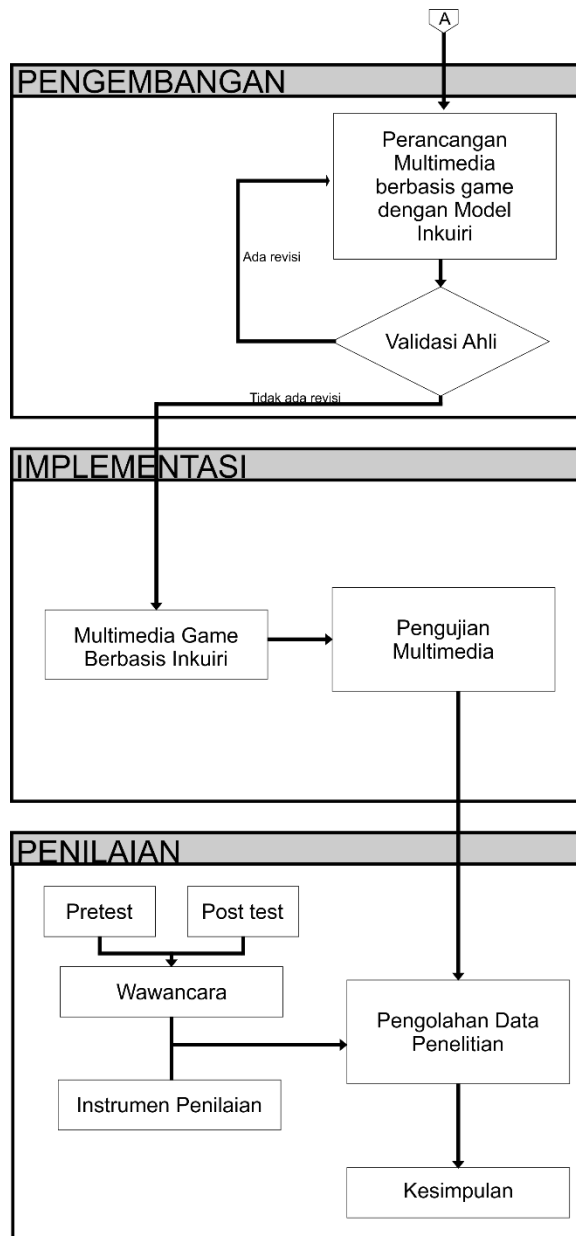 A
PENGEMBANGAN
Perancangan
Multimedia
berbasis game
dengan Model
Inkuiri
Ada revisi
Validasi Ahli
Tidak ada revisi
IMPLEMENTASI
Multimedia Game
Berbasis Inkuiri
Pengujian
Multimedia
PENILAIAN
Pretest
Post test
Wawancara
Pengolahan Data
Penelitian
Instrumen Penilaian
Kesimpulan